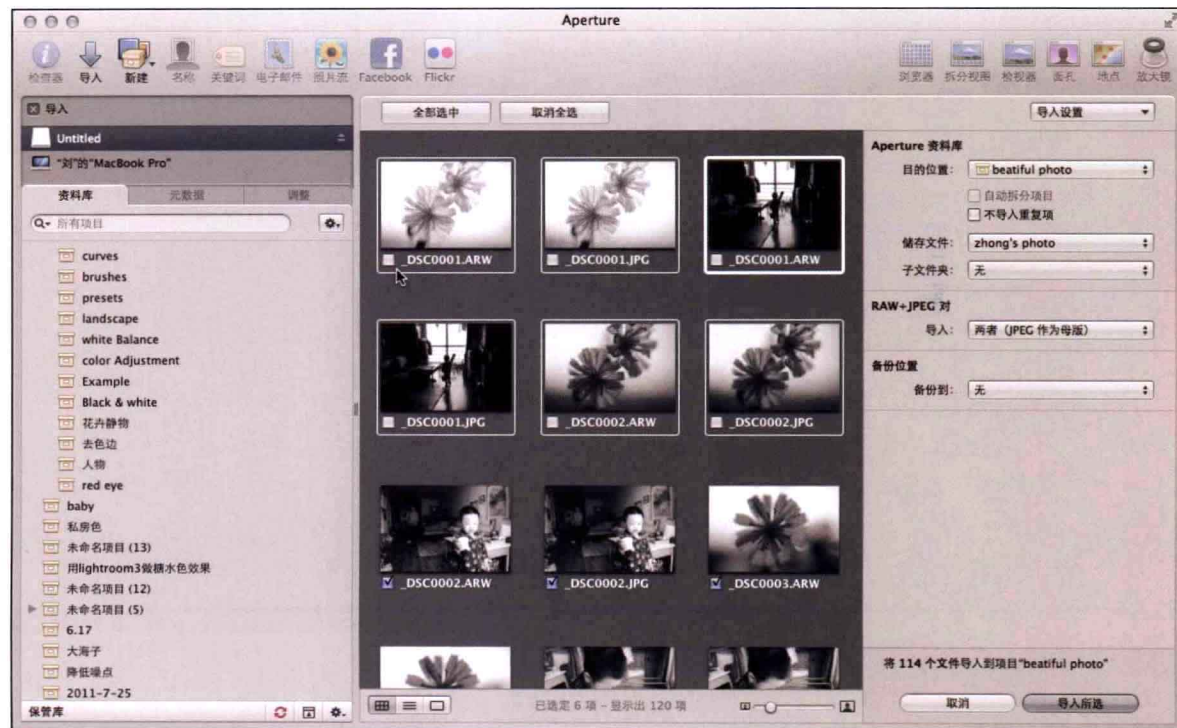 Aperture
检查器 导入 新建 名称 关键词 电子邮件 照片流 Facebook Flickr 浏览器 拆分视图 检视器 面孔 地点 放大镜
导入
Untitled
“刘”的“MacBook Pro”
资料库 元数据 调整
所有项目
curves
brushes
presets
landscape
white Balance
color Adjustment
Example
Black & white
花卉静物
去色边
人物
red eye
baby
私房色
未命名项目 (13)
用lightroom3做糖水色效果
未命名项目 (12)
未命名项目 (5)
6.17
大海子
降低噪点
2011-7-25
保管库
全部选中 取消全选 导入设置
_DSC0001.ARW _DSC0001.JPG _DSC0001.ARW
_DSC0001.JPG _DSC0002.ARW _DSC0002.JPG
_DSC0002.ARW _DSC0002.JPG _DSC0003.ARW
已选定 6 项 - 显示出 120 项
Aperture 资料库
目的位置: beatiful photo
自动拆分项目
不导入重复项
储存文件: zhong's photo
子文件夹: 无
RAW+JPEG 对
导入: 两者 (JPEG 作为母版)
备份位置
备份到: 无
将 114 个文件导入到项目“beatiful photo”
取消 导入所选